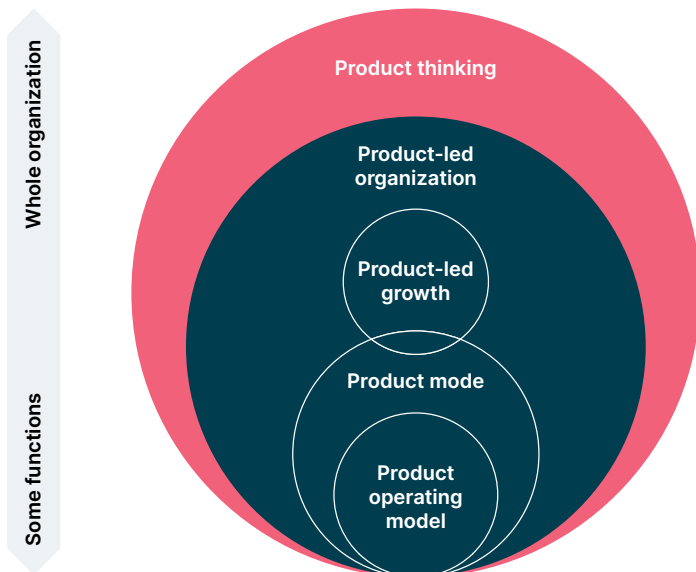 Whole organization
Some functions
Product thinking
Product-led
organization
Product-led
growth
Product mode
Product
operating
model